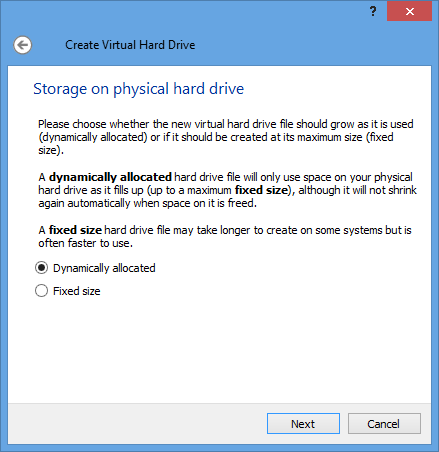 ?
Create Virtual Hard Drive
Storage on physical hard drive
Please choose whether the new virtual hard drive file should grow as it is used
(dynamically allocated) or if it should be created at its maximum size (fixed
size).
A dynamically allocated hard drive file will only use space on your physical
hard drive as it fills up (up to a maximum fixed size), although it will not shrink
again automatically when space on it is freed.
A fixed size hard drive file may take longer to create on some systems but is
often faster to use.
Dynamically allocated
Fixed size
Next Cancel